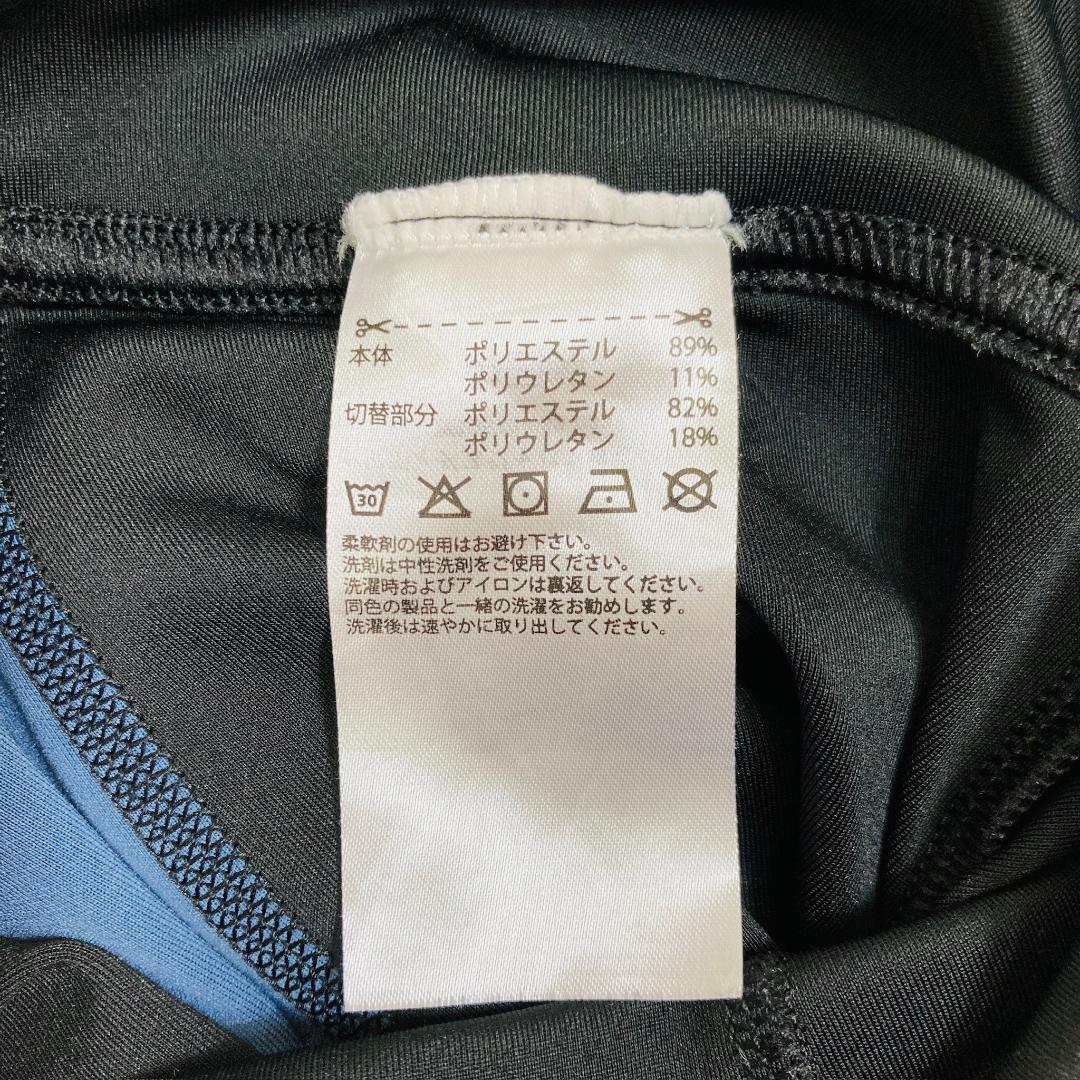 本体 ポリエステル 89%
ポリウレタン 11%
切替部分 ポリエステル 82%
ポリウレタン 18%
30
柔軟剤の使用はお避け下さい。
洗剤は中性洗剤をご使用ください。
洗濯時およびアイロンは裏返してください。
同色の製品と一緒の洗濯をお勧めします。
洗濯後は速やかに取り出してください。